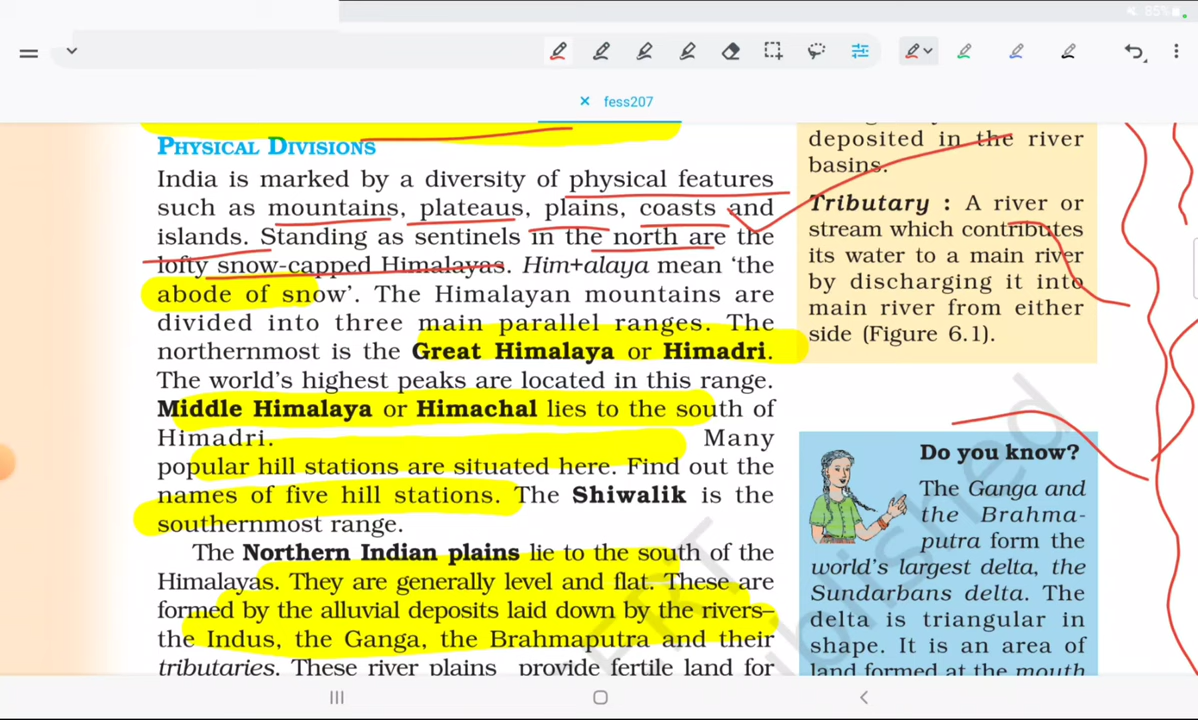 85%
fess207
PHYSICAL DIVISIONS
India is marked by a diversity of physical features
such as mountains, plateaus, plains, coasts and
islands. Standing as sentinels in the north are the
lofty snow-capped Himalayas. Him+alaya mean ‘the
abode of snow’. The Himalayan mountains are
divided into three main parallel ranges. The
northernmost is the Great Himalaya or Himadri.
The world’s highest peaks are located in this range.
Middle Himalaya or Himachal lies to the south of
Himadri. Many
popular hill stations are situated here. Find out the
names of five hill stations. The Shiwalik is the
southernmost range.
The Northern Indian plains lie to the south of the
Himalayas. They are generally level and flat. These are
formed by the alluvial deposits laid down by the rivers–
the Indus, the Ganga, the Brahmaputra and their
tributaries. These river plains provide fertile land for
deposited in the river
basins.
Tributary : A river or
stream which contributes
its water to a main river
by discharging it into
main river from either
side (Figure 6.1).
Do you know?
The Ganga and
the Brahma-
putra form the
world’s largest delta, the
Sundarbans delta. The
delta is triangular in
shape. It is an area of
land formed at the mouth